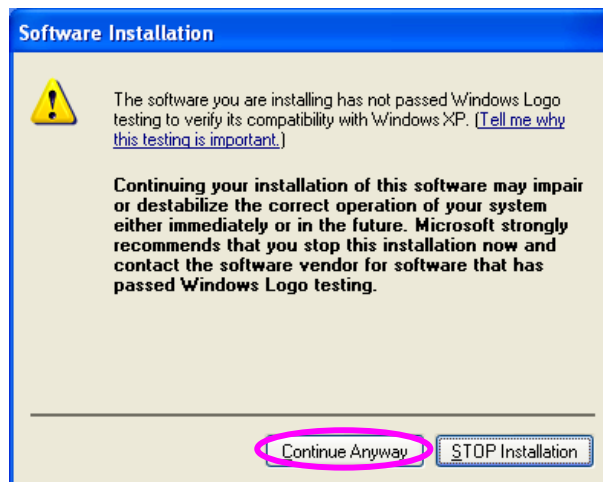 Software Installation
The software you are installing has not passed Windows Logo
testing to verify its compatibility with Windows XP. (Tell me why
this testing is important.)
Continuing your installation of this software may impair
or destabilize the correct operation of your system
either immediately or in the future. Microsoft strongly
recommends that you stop this installation now and
contact the software vendor for software that has
passed Windows Logo testing.
Continue Anyway
STOP Installation